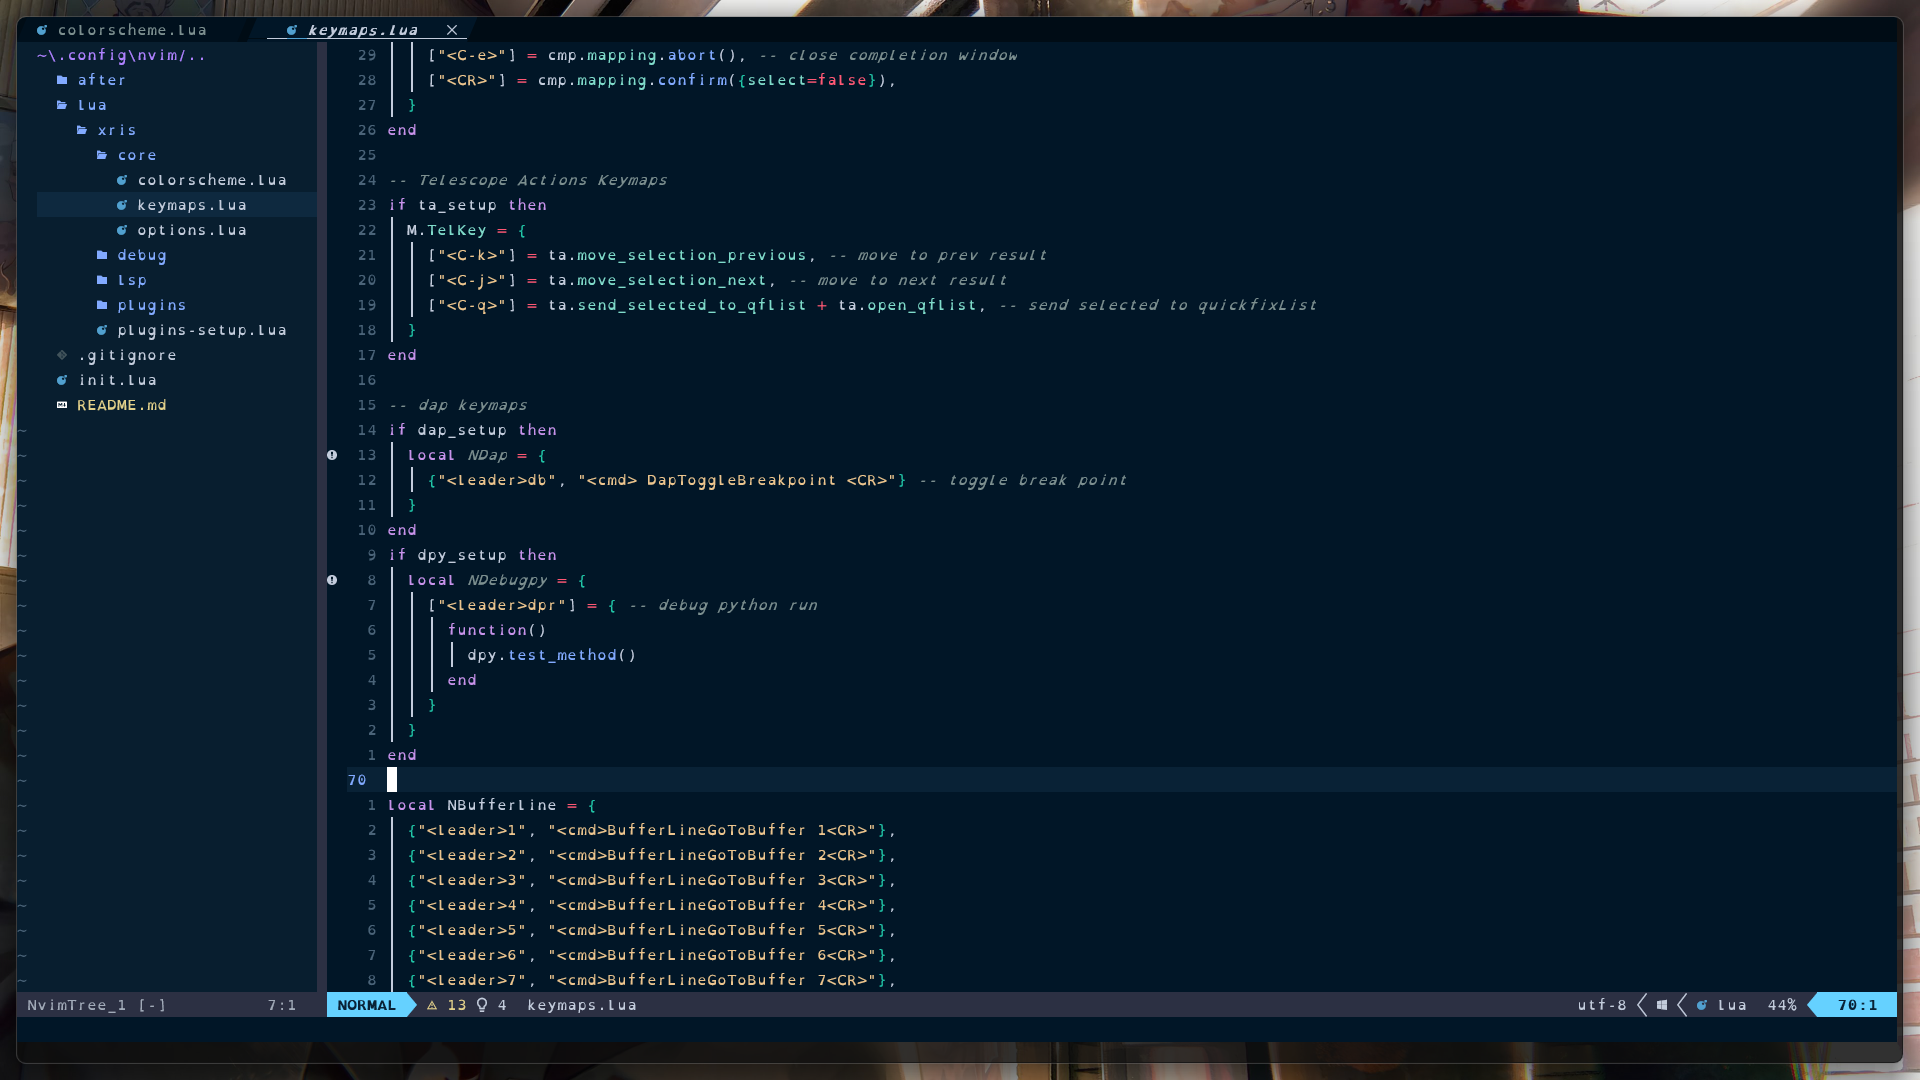 colorscheme.lua
keymaps.lua
~\.config\nvim/..
after
lua
xris
core
colorscheme.lua
keymaps.lua
options.lua
debug
lsp
plugins
plugins-setup.lua
.gitignore
init.lua
README.md
29 ["<C-e>"] = cmp.mapping.abort(), -- close completion window
28 ["<CR>"] = cmp.mapping.confirm({select=false}),
27 }
26 end
25
24 -- Telescope Actions Keymaps
23 if ta_setup then
22 M.TelKey = {
21 ["<C-k>"] = ta.move_selection_previous, -- move to prev result
20 ["<C-j>"] = ta.move_selection_next, -- move to next result
19 ["<C-q>"] = ta.send_selected_to_qflist + ta.open_qflist, -- send selected to quickfixList
18 }
17 end
16
15 -- dap keymaps
14 if dap_setup then
13 local NDap = {
12 {"<leader>db", "<cmd> DapToggleBreakpoint <CR>"} -- toggle break point
11 }
10 end
9 if dpy_setup then
8 local NDebugpy = {
7 ["<leader>dpr"] = { -- debug python run
6 function()
5 dpy.test_method()
4 end
3 }
2 }
1 end
70
1 local NBufferLine = {
2 {"<leader>1", "<cmd>BufferLineGoToBuffer 1<CR>"},
3 {"<leader>2", "<cmd>BufferLineGoToBuffer 2<CR>"},
4 {"<leader>3", "<cmd>BufferLineGoToBuffer 3<CR>"},
5 {"<leader>4", "<cmd>BufferLineGoToBuffer 4<CR>"},
6 {"<leader>5", "<cmd>BufferLineGoToBuffer 5<CR>"},
7 {"<leader>6", "<cmd>BufferLineGoToBuffer 6<CR>"},
8 {"<leader>7", "<cmd>BufferLineGoToBuffer 7<CR>"},
NvimTree_1 [-] 7:1
NORMAL 13 4 keymaps.lua
utf-8 lua 44% 70:1